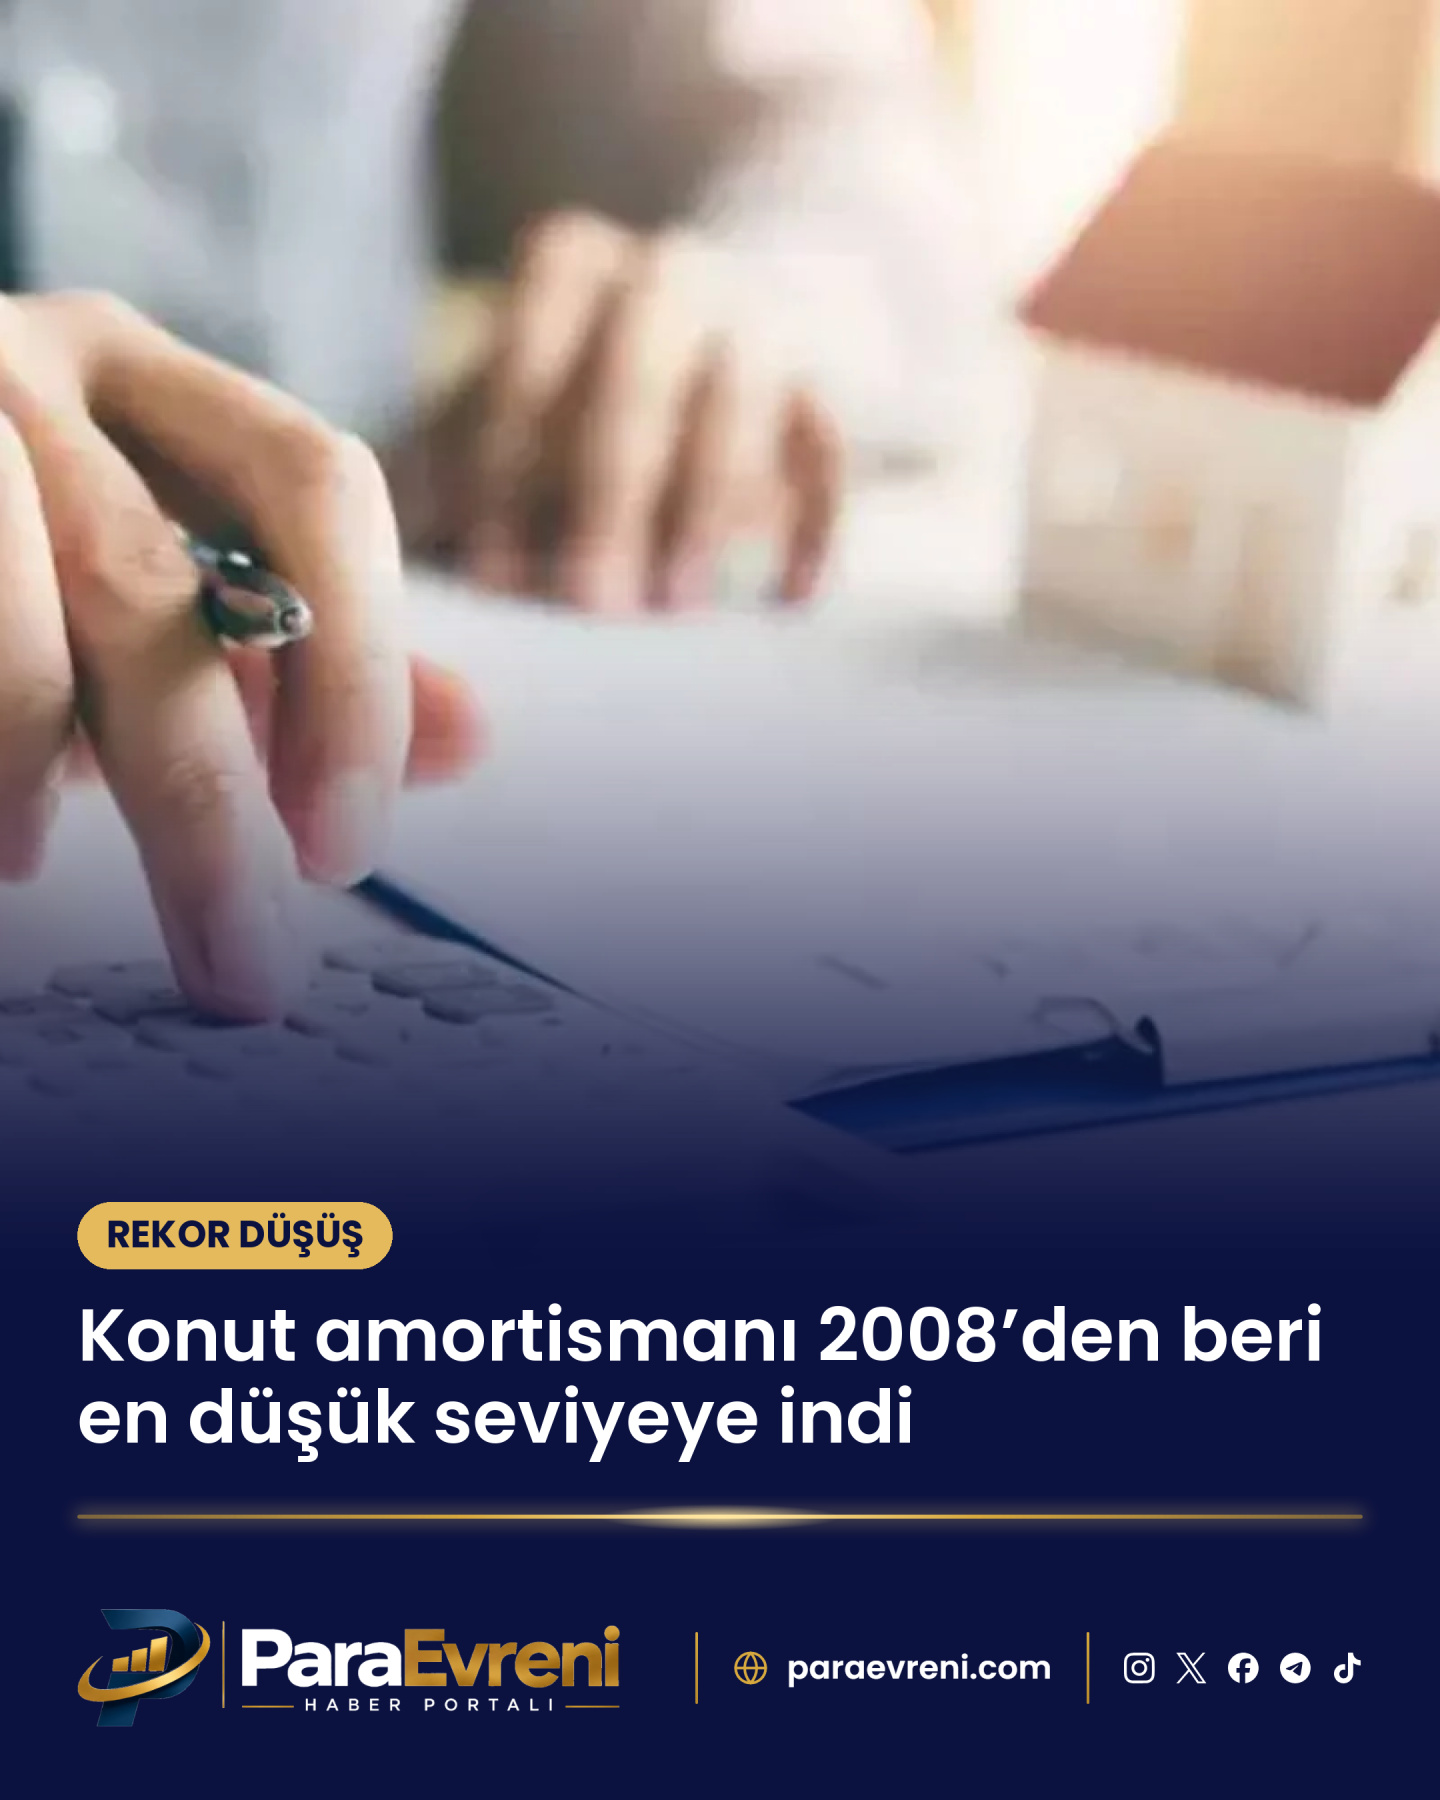 REKOR DÜŞÜŞ
Konut amortismanı 2008’den beri
en düşük seviyeye indi
ParaEvreni
HABER PORTALI
paraevreni.com